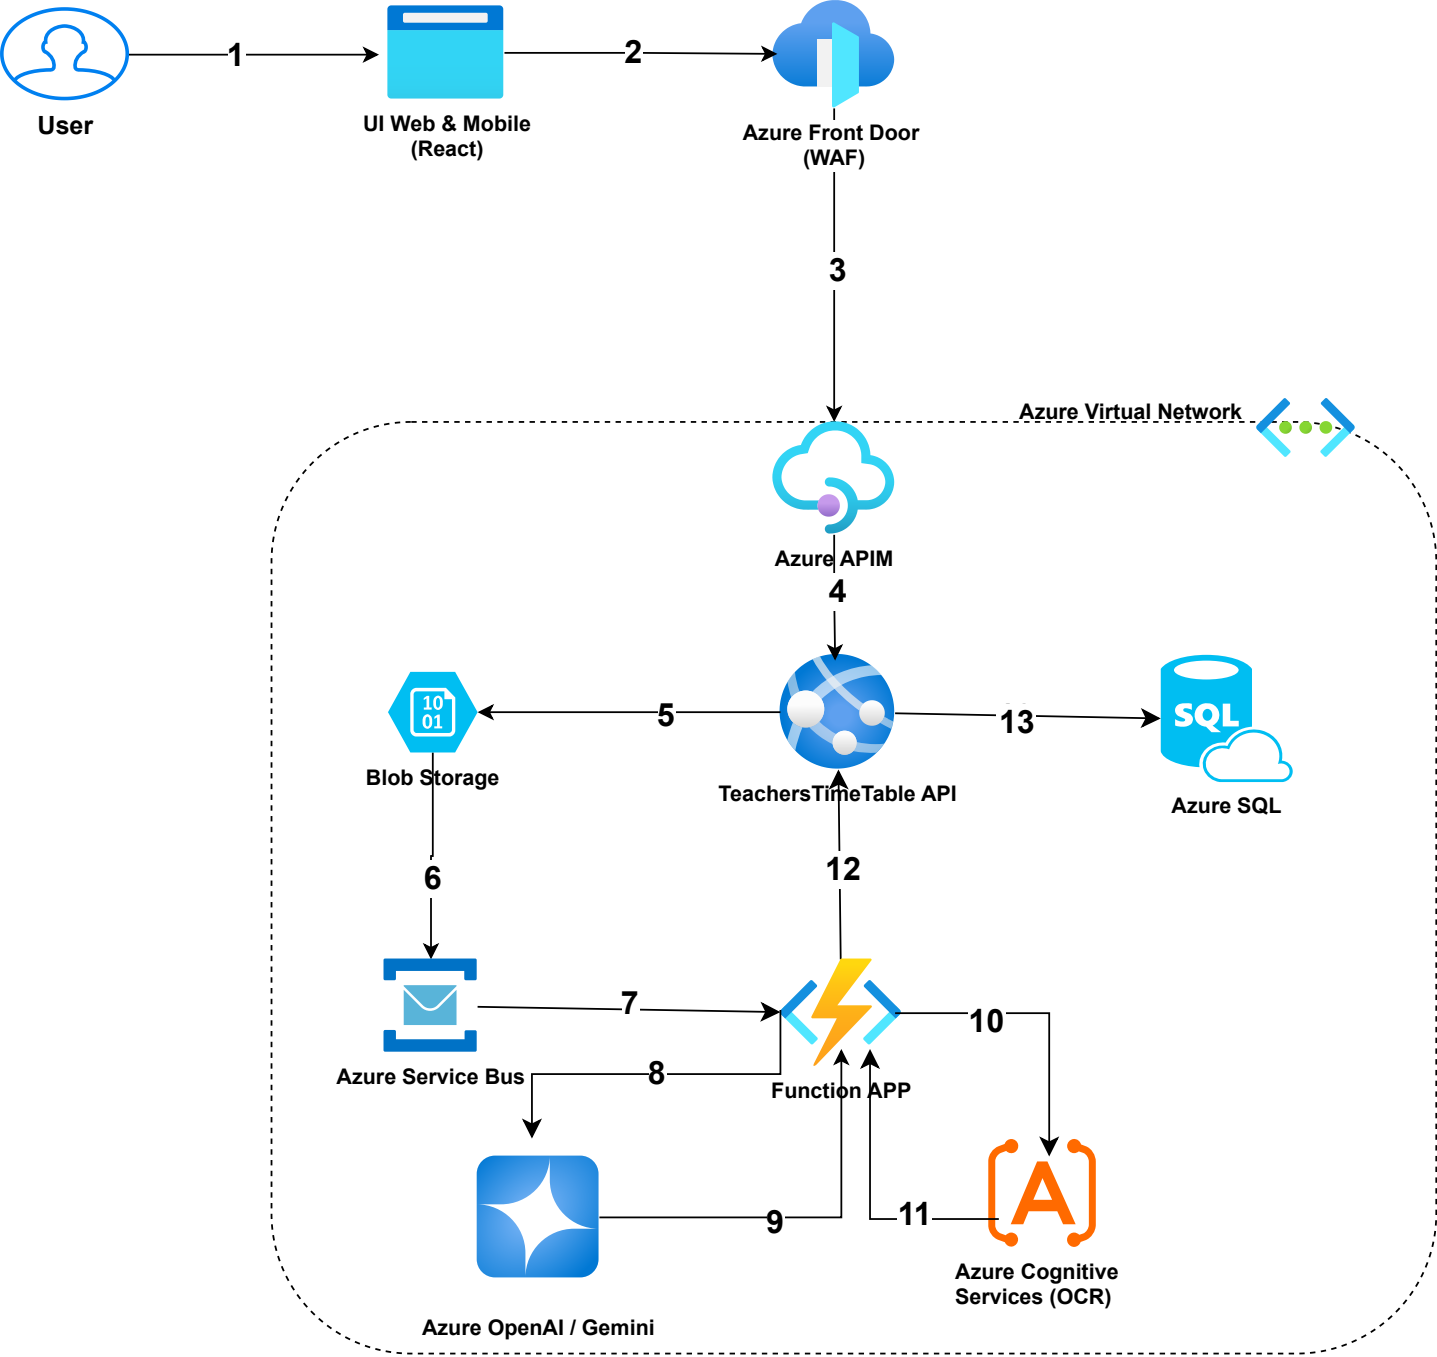 1
2
User
UI Web & Mobile
(React)
Azure Front Door
(WAF)
3
Azure Virtual Network
Azure APIM
4
10
01
5
13
SQL
Blob Storage
TeachersTimeTable API
Azure SQL
12
6
7
10
8
Azure Service Bus
Function APP
A
9
11
Azure Cognitive
Services (OCR)
Azure OpenAI / Gemini